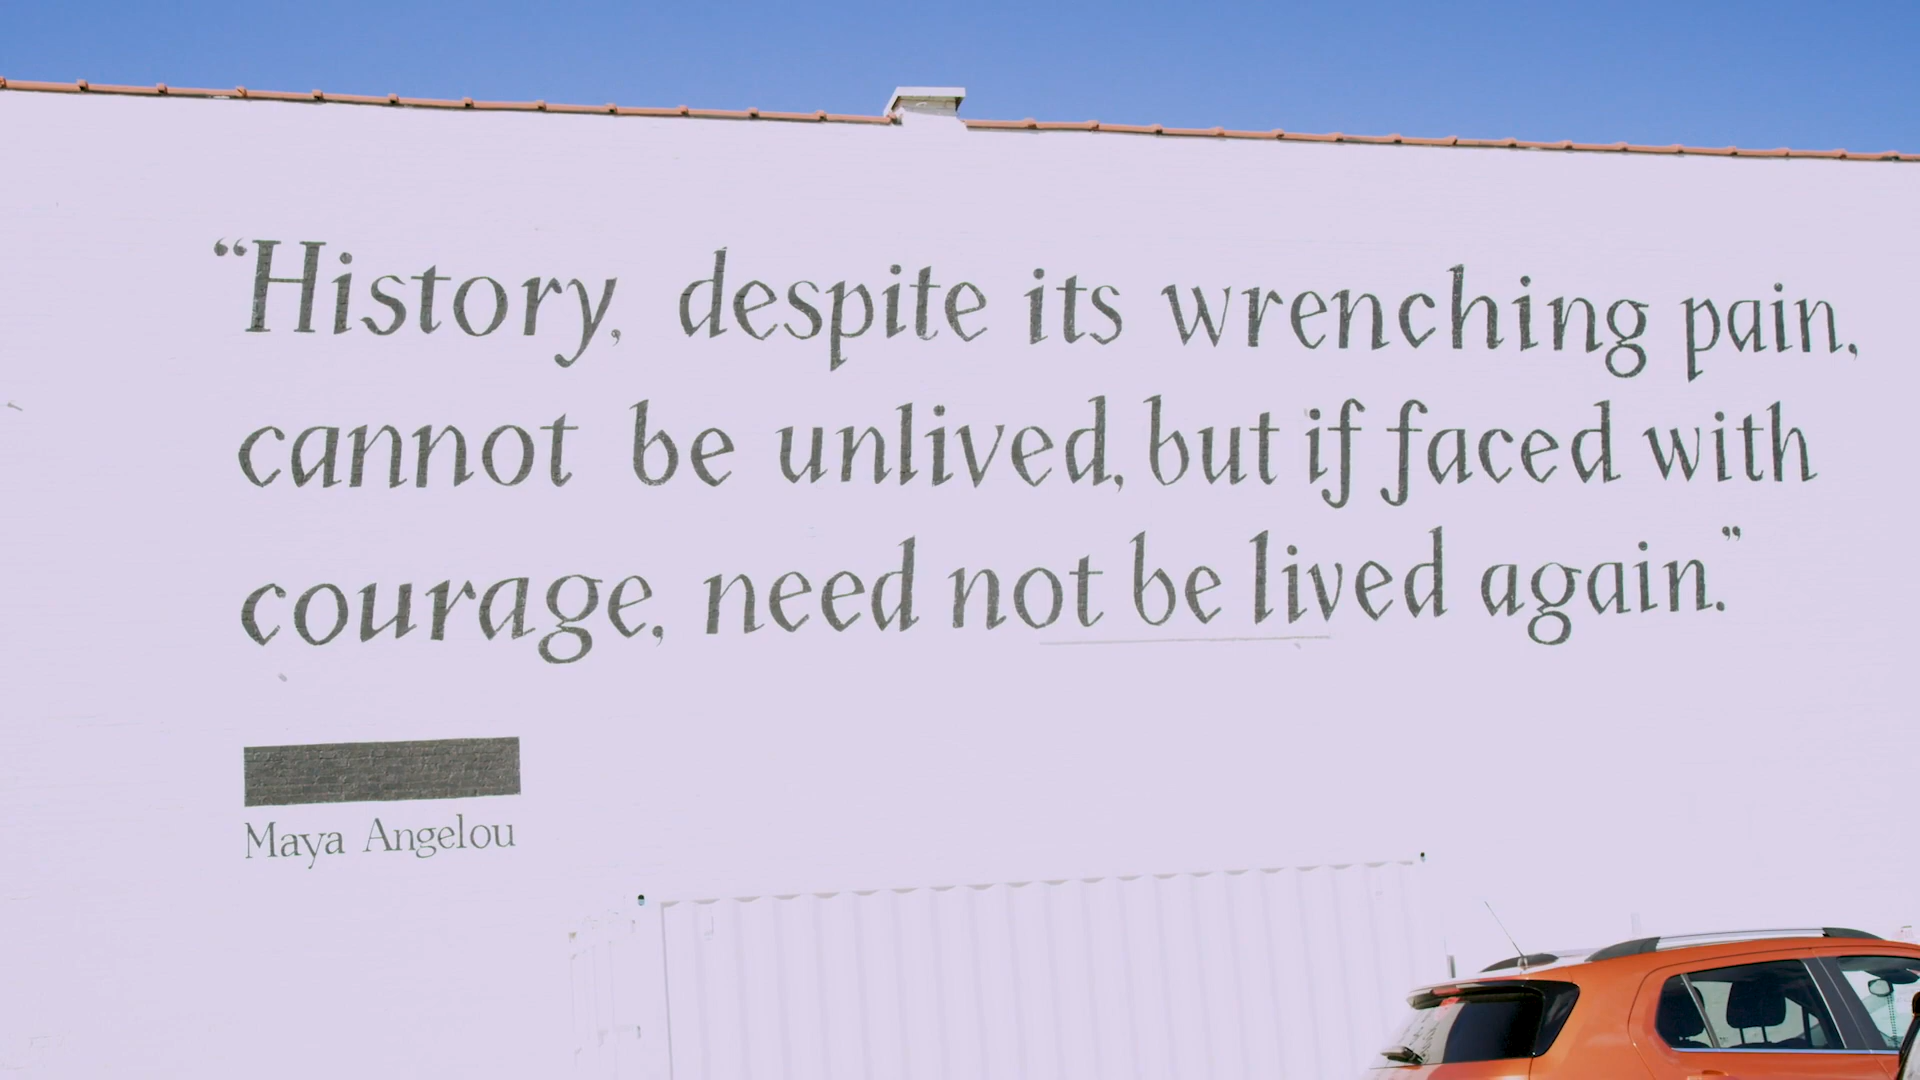 “History, despite its wrenching pain,
cannot be unlived, but if faced with
courage, need not be lived again.”
Maya Angelou